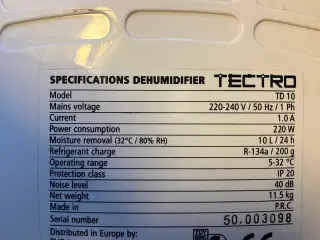 SPECIFICATIONS DEHUMIDIFIER TECTRO
Model TD 10
Mains voltage 220-240 V / 50 Hz / 1 Ph
Current 1.0 A
Power consumption 220 W
Moisture removal (32°C / 80% RH) 10 L / 24 h
Refrigerant charge R-134a / 200 g
Operating range 5-32 °C
Protection class IP 20
Noise level 40 dB
Net weight 11.5 kg
Made in P.R.C.
Serial number 50.003098
Distributed in Europe by:
TÜV CE